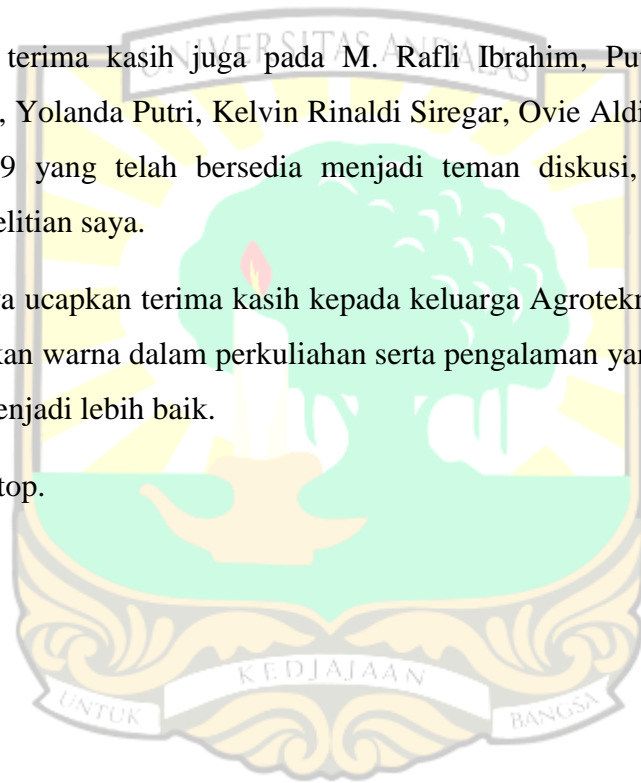 UNIVERSITAS ANDALAS
terima kasih juga pada M. Rafli Ibrahim, Pu
, Yolanda Putri, Kelvin Rinaldi Siregar, Ovie Aldi
9 yang telah bersedia menjadi teman diskusi,
elitian saya.
a ucapkan terima kasih kepada keluarga Agrotekn
kan warna dalam perkuliahan serta pengalaman yan
enjadi lebih baik.
top.
KEDJAJAAN
UNTUK BANGSA